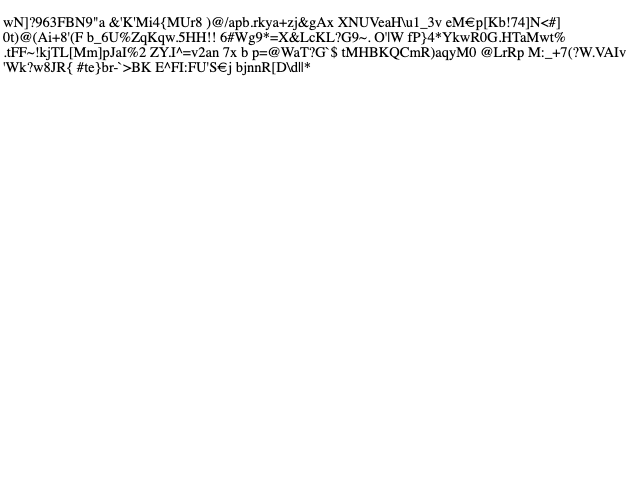 wN]?963FBN9"a &'K'Mi4{MUr8 )@/apb.rkya+zj&gAx XNUVeaH\u1_3v eM€p[Kb!74]N<#]
0t)@(Ai+8'(F b_6U%ZqKqw.5HH!! 6#Wg9*=X&LcKL?G9~. O'lW fP}4*YkwR0G.HTaMwt%
.tFF~!kjTL[Mm]pJaI%2 ZY.I^=v2an 7x b p=@WaT?G`$ tMHBKQCmR)aqyM0 @LrRp M:_+7(?W.VAIv
'Wk?w8JR{ #te}br-`>BK E^FI:FU'S€j bjnnR[D\d||*